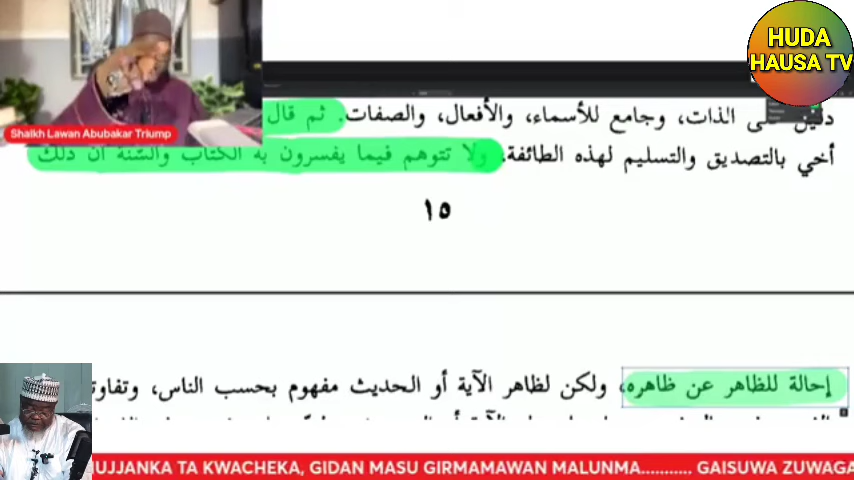 HUDA
HAUSA TV
Shaikh Lawan Abubakar Triump
الذات، وجامع للأسماء، والأفعال، والصفات. ثم قال
أخي بالتصديق والتسليم لهذه الطائفة. ولا تتوهم فيما يفسرون به الكتاب والسّنة أن ذلك
١٥
إحالة للظاهر عن ظاهره، ولكن لظاهر الآية أو الحديث مفهوم بحسب الناس،
UJJANKA TA KWACHEKA, GIDAN MASU GIRMAMAWAN MALUNMA........... GAISUWA ZUWAGA